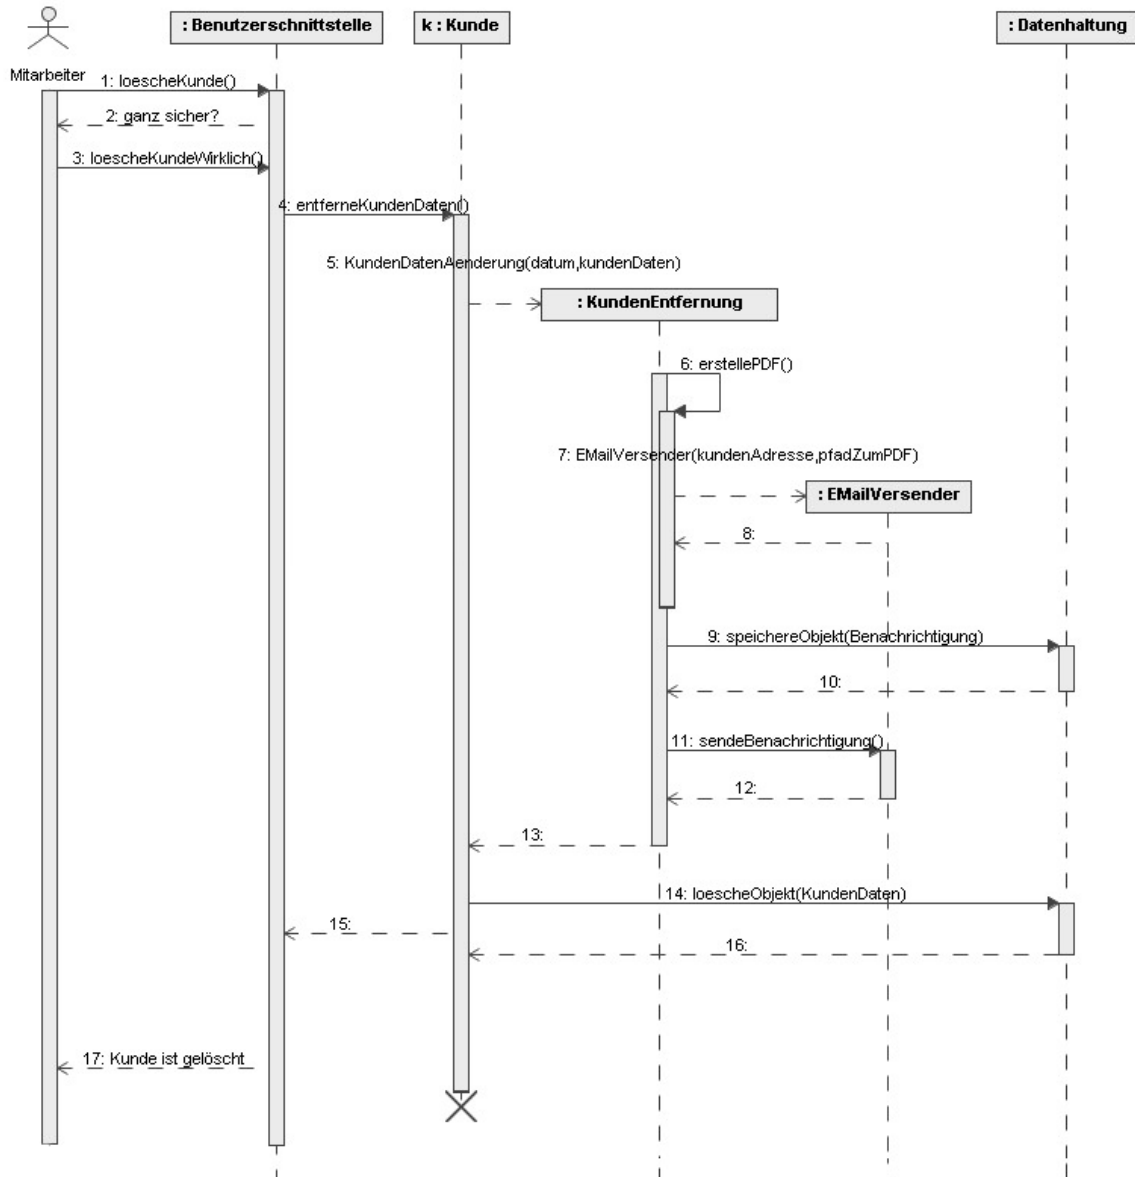 : Benutzerschnittstelle
k : Kunde
: Datenhaltung
Mitarbeiter
1: loescheKunde()
2: ganz sicher?
3: loescheKundeWirklich()
4: entferneKundenDaten()
5: KundenDatenAenderung(datum,kundenDaten)
: KundenEntfernung
6: erstellePDF()
7: EMailVersender(kundenAdresse,pfadZumPDF)
: EMailVersender
8:
9: speichereObjekt(Benachrichtigung)
10:
11: sendeBenachrichtigung()
12:
13:
14: loescheObjekt(KundenDaten)
15:
16:
17: Kunde ist gelöscht